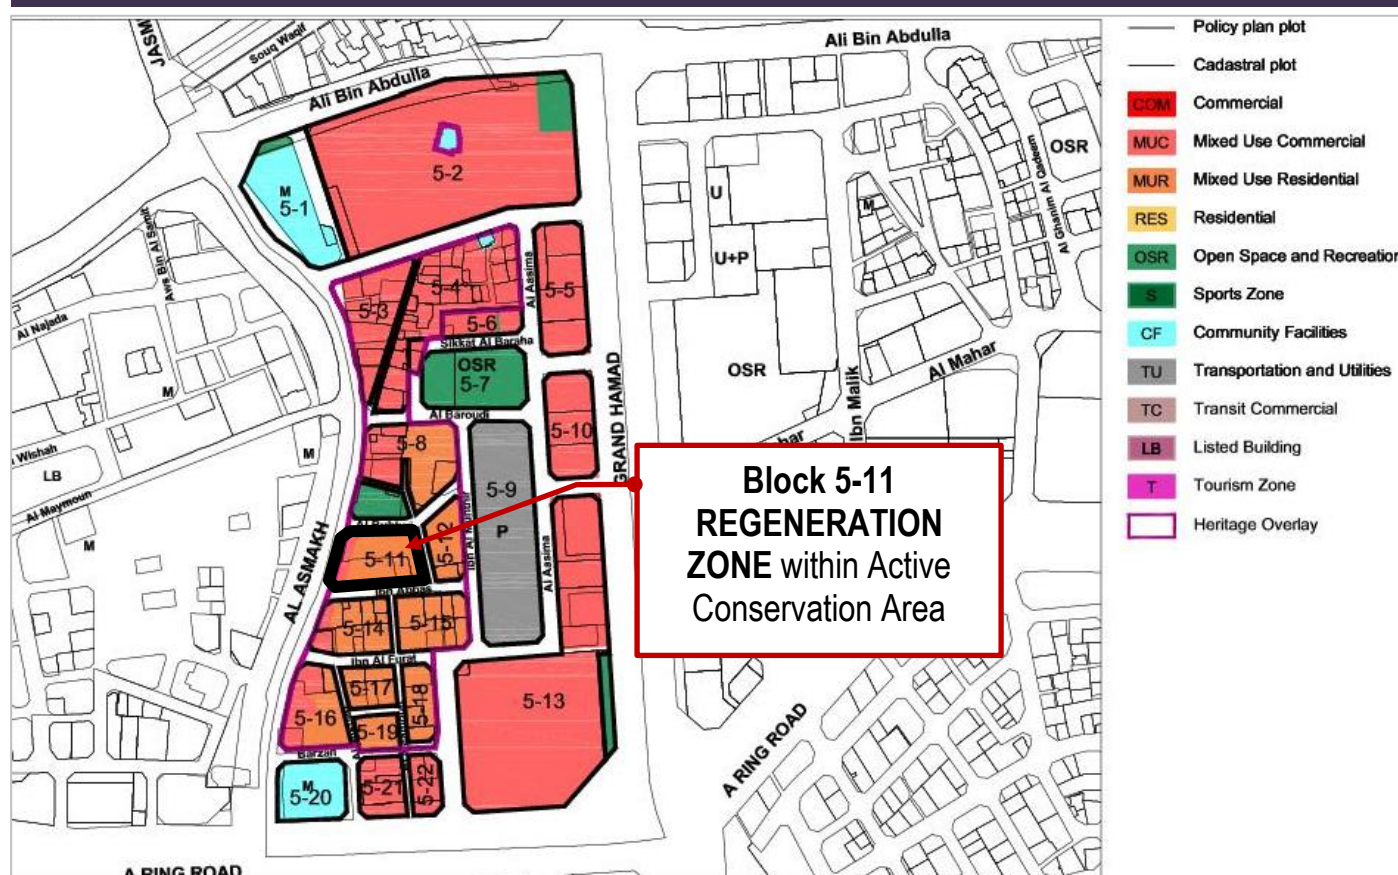 JASM
Souq Waqif
Ali Bin Abdulla
Ali Bin Abdulla
OSR
Al Ghanim Al Qadeem
M
5-1
5-2
U
U+P
M
Aws Bin Al Samit
Al Najada
M
5-3
5-4
Al Aasima
5-5
5-6
Sikkat Al Baraha
OSR
5-7
Al Baroudi
GRAND HAMAD
OSR
Ibn Malik
Al Mahar
har
Wishah
LB
Al Maymoun
M
M
5-8
5-9
P
5-10
5-11
5-12
Ibn Abbas
AL ASMAKH
Al Aasima
Block 5-11
REGENERATION
ZONE within Active
Conservation Area
5-14
5-15
Ibn Al Furat
5-16
5-17
5-18
5-19
5-13
Barzan
M
5-20
5-21
5-22
A RING ROAD
A RING ROAD
Policy plan plot
Cadastral plot
COM Commercial
MUC Mixed Use Commercial
MUR Mixed Use Residential
RES Residential
OSR Open Space and Recreation
S Sports Zone
CF Community Facilities
TU Transportation and Utilities
TC Transit Commercial
LB Listed Building
T Tourism Zone
Heritage Overlay